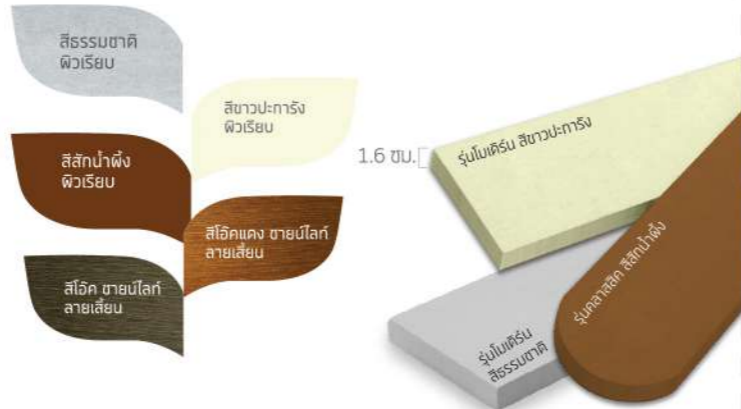 สีธรรมชาติ
ผิวเรียบ
สีขาวปะการัง
ผิวเรียบ
สีสักน้ำผึ้ง
ผิวเรียบ
สีโอ๊คแดง ชายน์ไลท์
ลายเสี้ยน
สีโอ๊ค ชายน์ไลท์
ลายเสี้ยน
1.6 ซม.
รุ่นโมเดิร์น สีขาวปะการัง
รุ่นคลาสสิค สีสักน้ำผึ้ง
รุ่นโมเดิร์น
สีธรรมชาติ